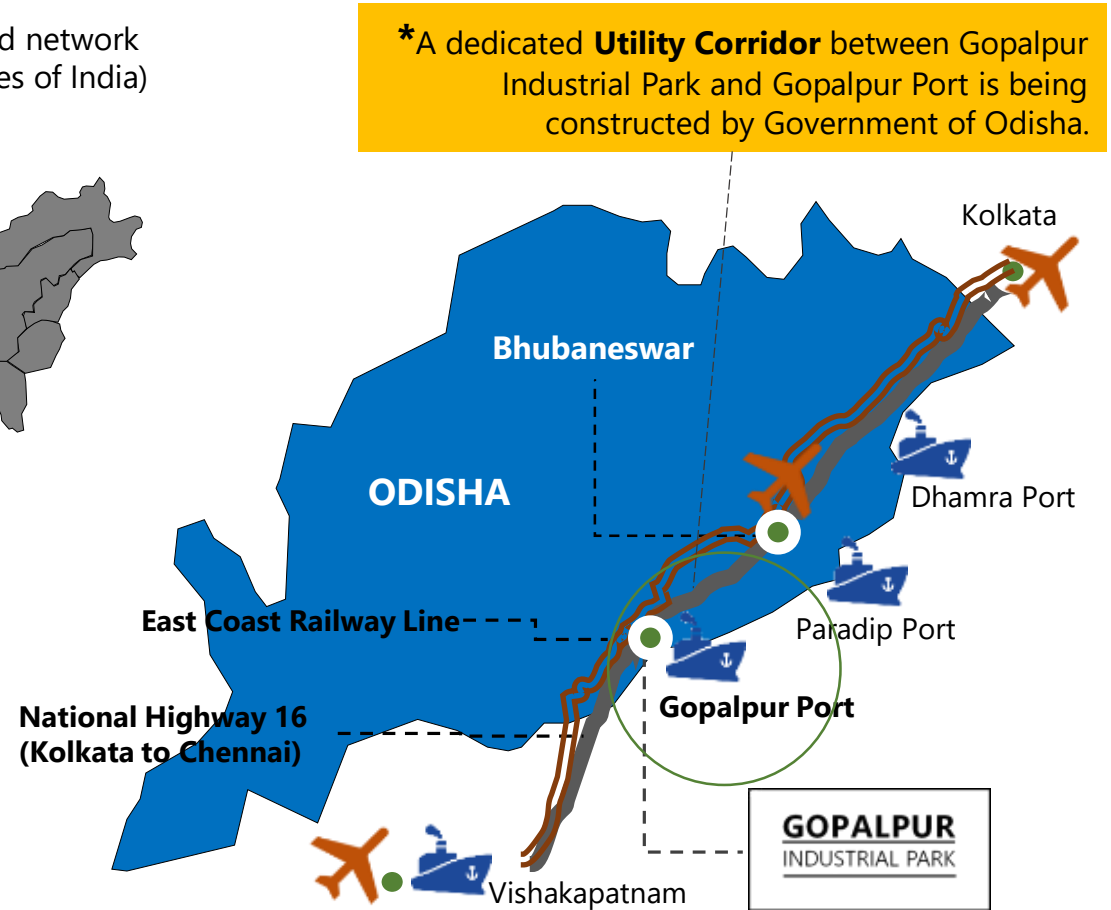 d network
es of India)
*A dedicated Utility Corridor between Gopalpur
Industrial Park and Gopalpur Port is being
constructed by Government of Odisha.
Kolkata
Bhubaneswar
ODISHA
Dhamra Port
East Coast Railway Line
Paradip Port
Gopalpur Port
National Highway 16
(Kolkata to Chennai)
GOPALPUR
INDUSTRIAL PARK
Vishakapatnam